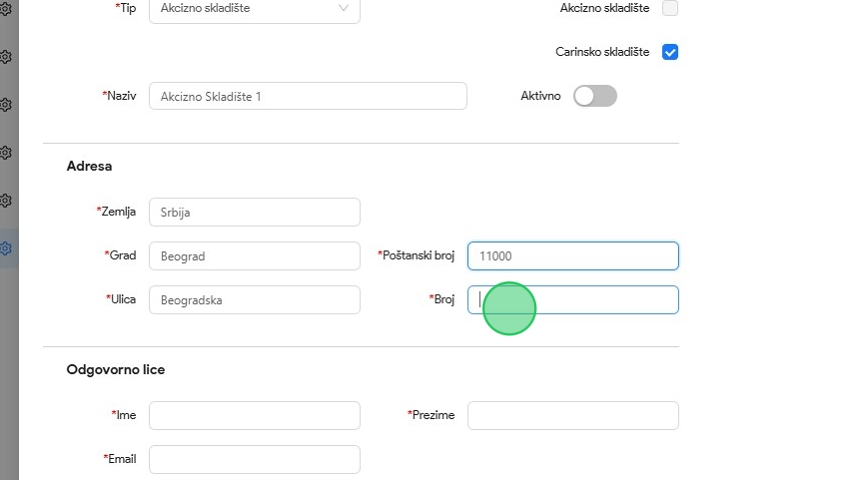 *Tip Akcizno skladište Akcizno skladište
Carinsko skladište
*Naziv Akcizno Skladište 1 Aktivno
Adresa
*Zemlja Srbija
*Grad Beograd *Poštanski broj 11000
*Ulica Beogradska *Broj
Odgovorno lice
*Ime *Prezime
*Email